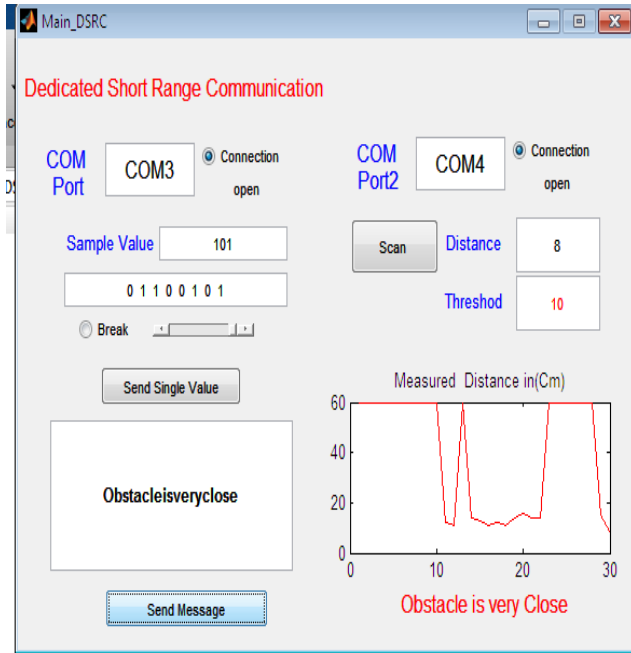 Main_DSRC
Dedicated Short Range Communication
COM Port
COM3
Connection open
COM Port2
COM4
Connection open
Sample Value
101
0 1 1 0 0 1 0 1
Break
Send Single Value
Obstacleisveryclose
Send Message
Scan
Distance
8
Threshod
10
Measured Distance in(Cm)
60
40
20
0
0 10 20 30
Obstacle is very Close